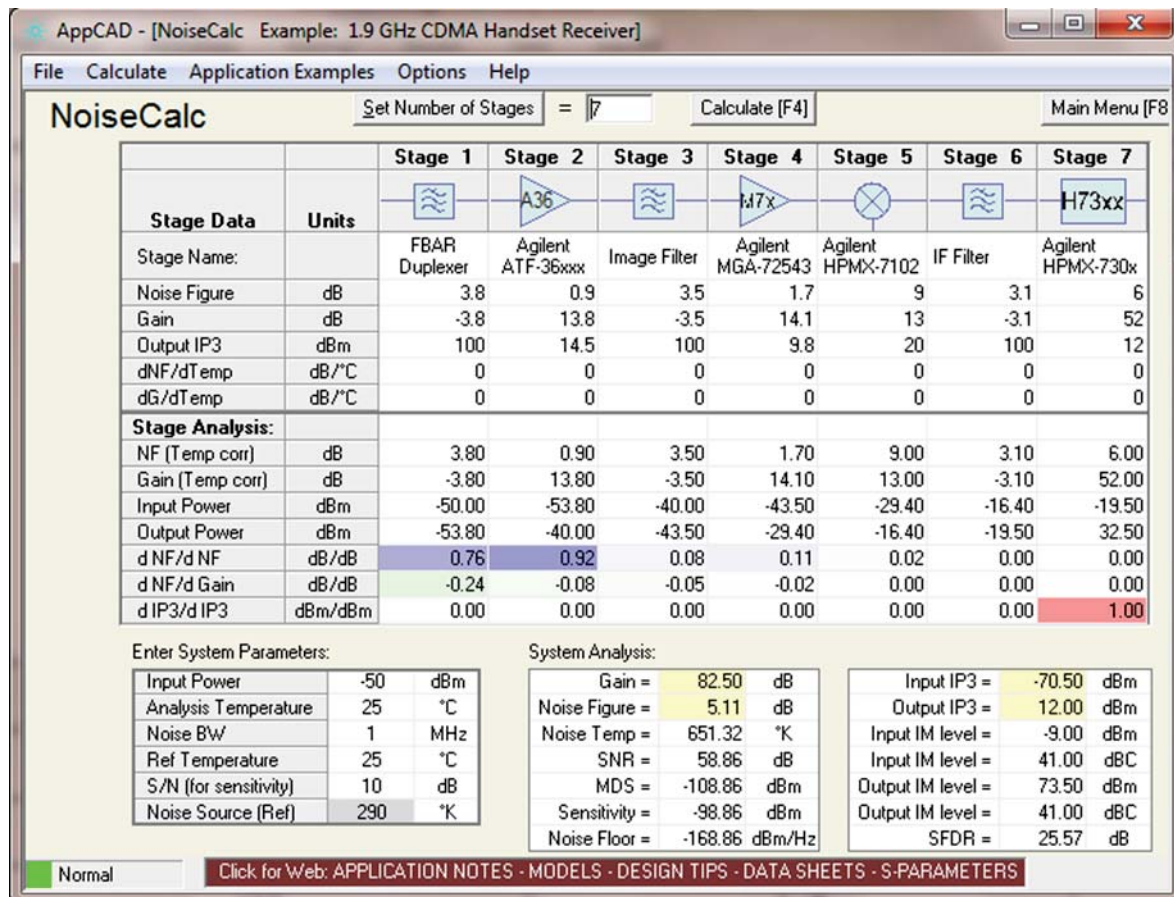 AppCAD - [NoiseCalc Example: 1.9 GHz CDMA Handset Receiver]
File Calculate Application Examples Options Help
NoiseCalc Set Number of Stages = 7 Calculate [F4] Main Menu [F8
Stage 1 Stage 2 Stage 3 Stage 4 Stage 5 Stage 6 Stage 7
Stage Data Units A36 M7x H73xx
Stage Name: FBAR Duplexer Agilent ATF-36xxx Image Filter Agilent MGA-72543 Agilent HPMX-7102 IF Filter Agilent HPMX-730x
Noise Figure dB 3.8 0.9 3.5 1.7 9 3.1 6
Gain dB -3.8 13.8 -3.5 14.1 13 -3.1 52
Output IP3 dBm 100 14.5 100 9.8 20 100 12
dNF/dTemp dB/°C 0 0 0 0 0 0 0
dG/dTemp dB/°C 0 0 0 0 0 0 0
Stage Analysis:
NF (Temp corr) dB 3.80 0.90 3.50 1.70 9.00 3.10 6.00
Gain (Temp corr) dB -3.80 13.80 -3.50 14.10 13.00 -3.10 52.00
Input Power dBm -50.00 -53.80 -40.00 -43.50 -29.40 -16.40 -19.50
Output Power dBm -53.80 -40.00 -43.50 -29.40 -16.40 -19.50 32.50
d NF/d NF dB/dB 0.76 0.92 0.08 0.11 0.02 0.00 0.00
d NF/d Gain dB/dB -0.24 -0.08 -0.05 -0.02 0.00 0.00 0.00
d IP3/d IP3 dBm/dBm 0.00 0.00 0.00 0.00 0.00 0.00 1.00
Enter System Parameters:
Input Power -50 dBm
Analysis Temperature 25 °C
Noise BW 1 MHz
Ref Temperature 25 °C
S/N (for sensitivity) 10 dB
Noise Source (Ref) 290 °K
System Analysis:
Gain = 82.50 dB
Noise Figure = 5.11 dB
Noise Temp = 651.32 °K
SNR = 58.86 dB
MDS = -108.86 dBm
Sensitivity = -98.86 dBm
Noise Floor = -168.86 dBm/Hz
Input IP3 = -70.50 dBm
Output IP3 = 12.00 dBm
Input IM level = -9.00 dBm
Input IM level = 41.00 dBC
Output IM level = 73.50 dBm
Output IM level = 41.00 dBC
SFDR = 25.57 dB
Normal
Click for Web: APPLICATION NOTES - MODELS - DESIGN TIPS - DATA SHEETS - S-PARAMETERS